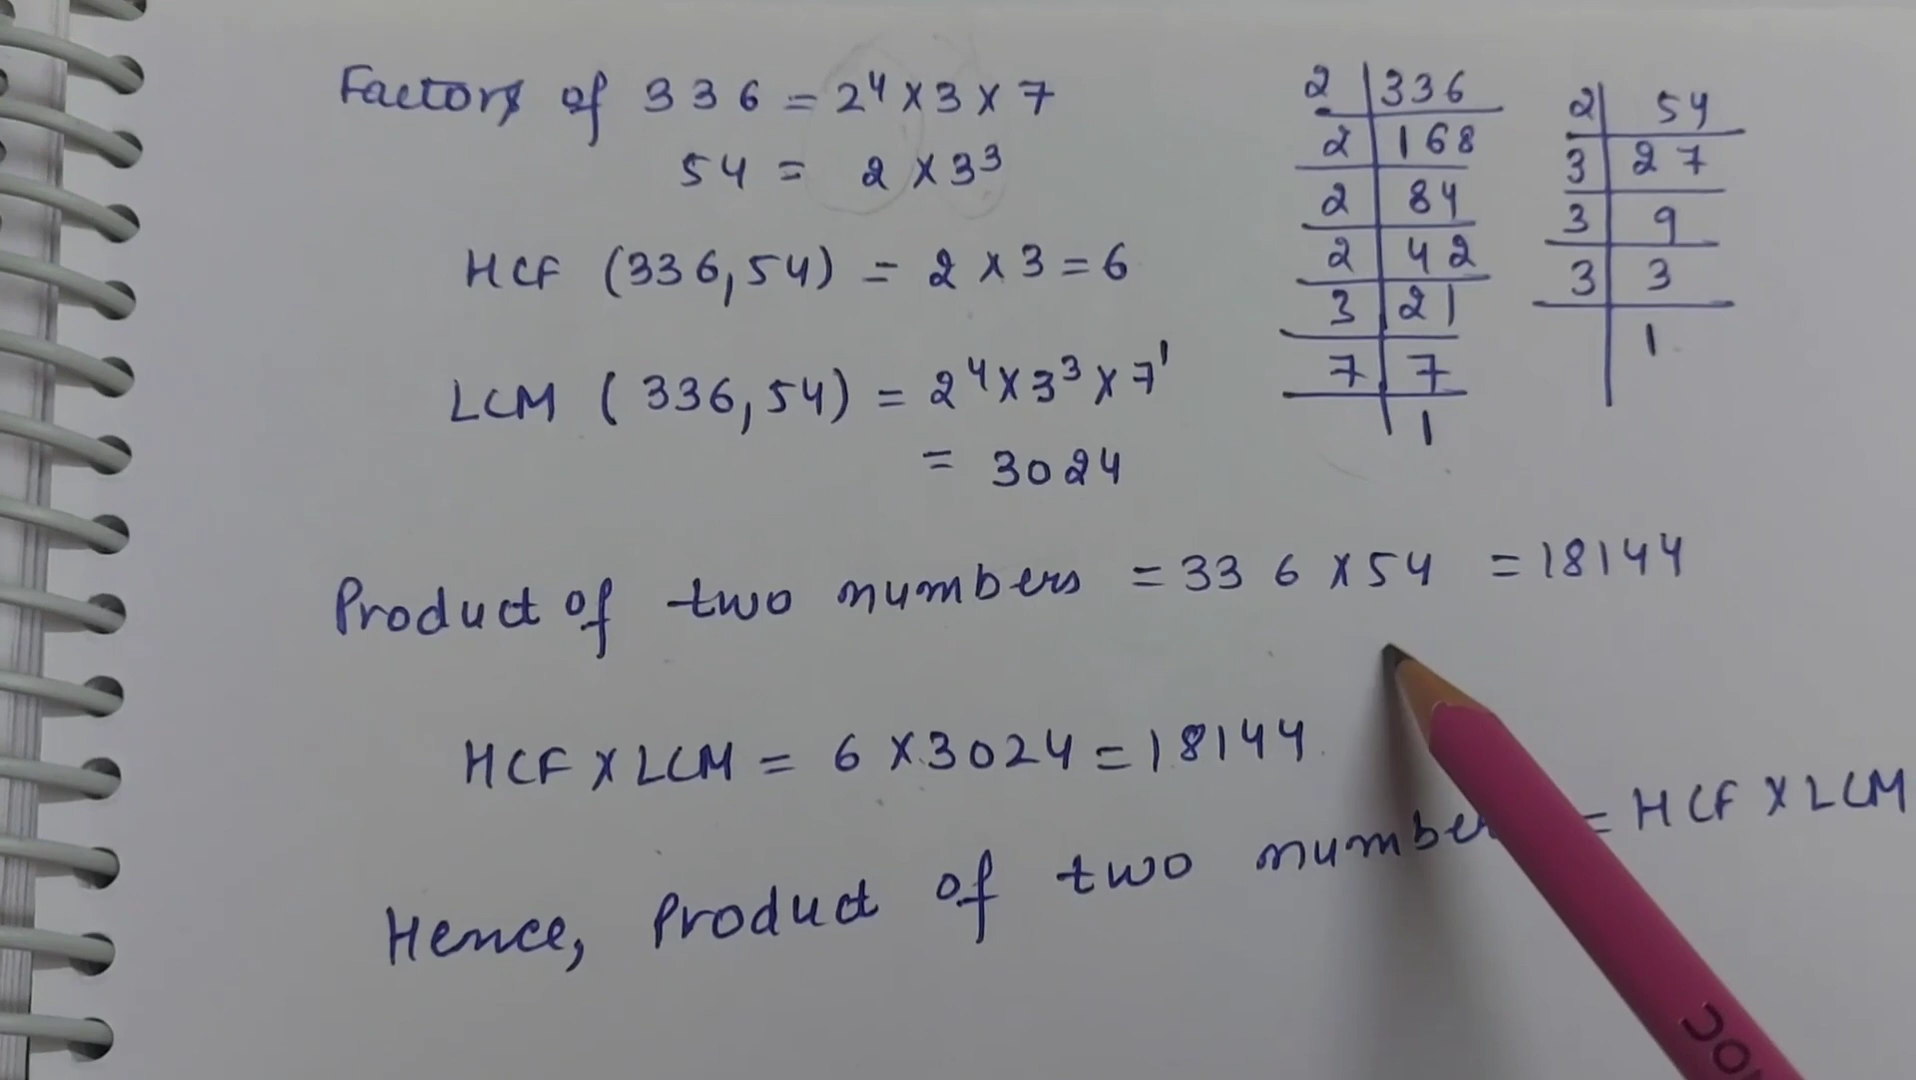 Factors of 336 = 2⁴ × 3 × 7
54 = 2 × 3³
HCF (336, 54) = 2 × 3 = 6
LCM (336, 54) = 2⁴ × 3³ × 7¹
= 3024
2 | 336
2 | 168
2 | 84
2 | 42
3 | 21
7 | 7
| 1
2 | 54
3 | 27
3 | 9
3 | 3
| 1
Product of two numbers = 336 × 54 = 18144
HCF × LCM = 6 × 3024 = 18144
Hence, Product of two number = HCF × LCM